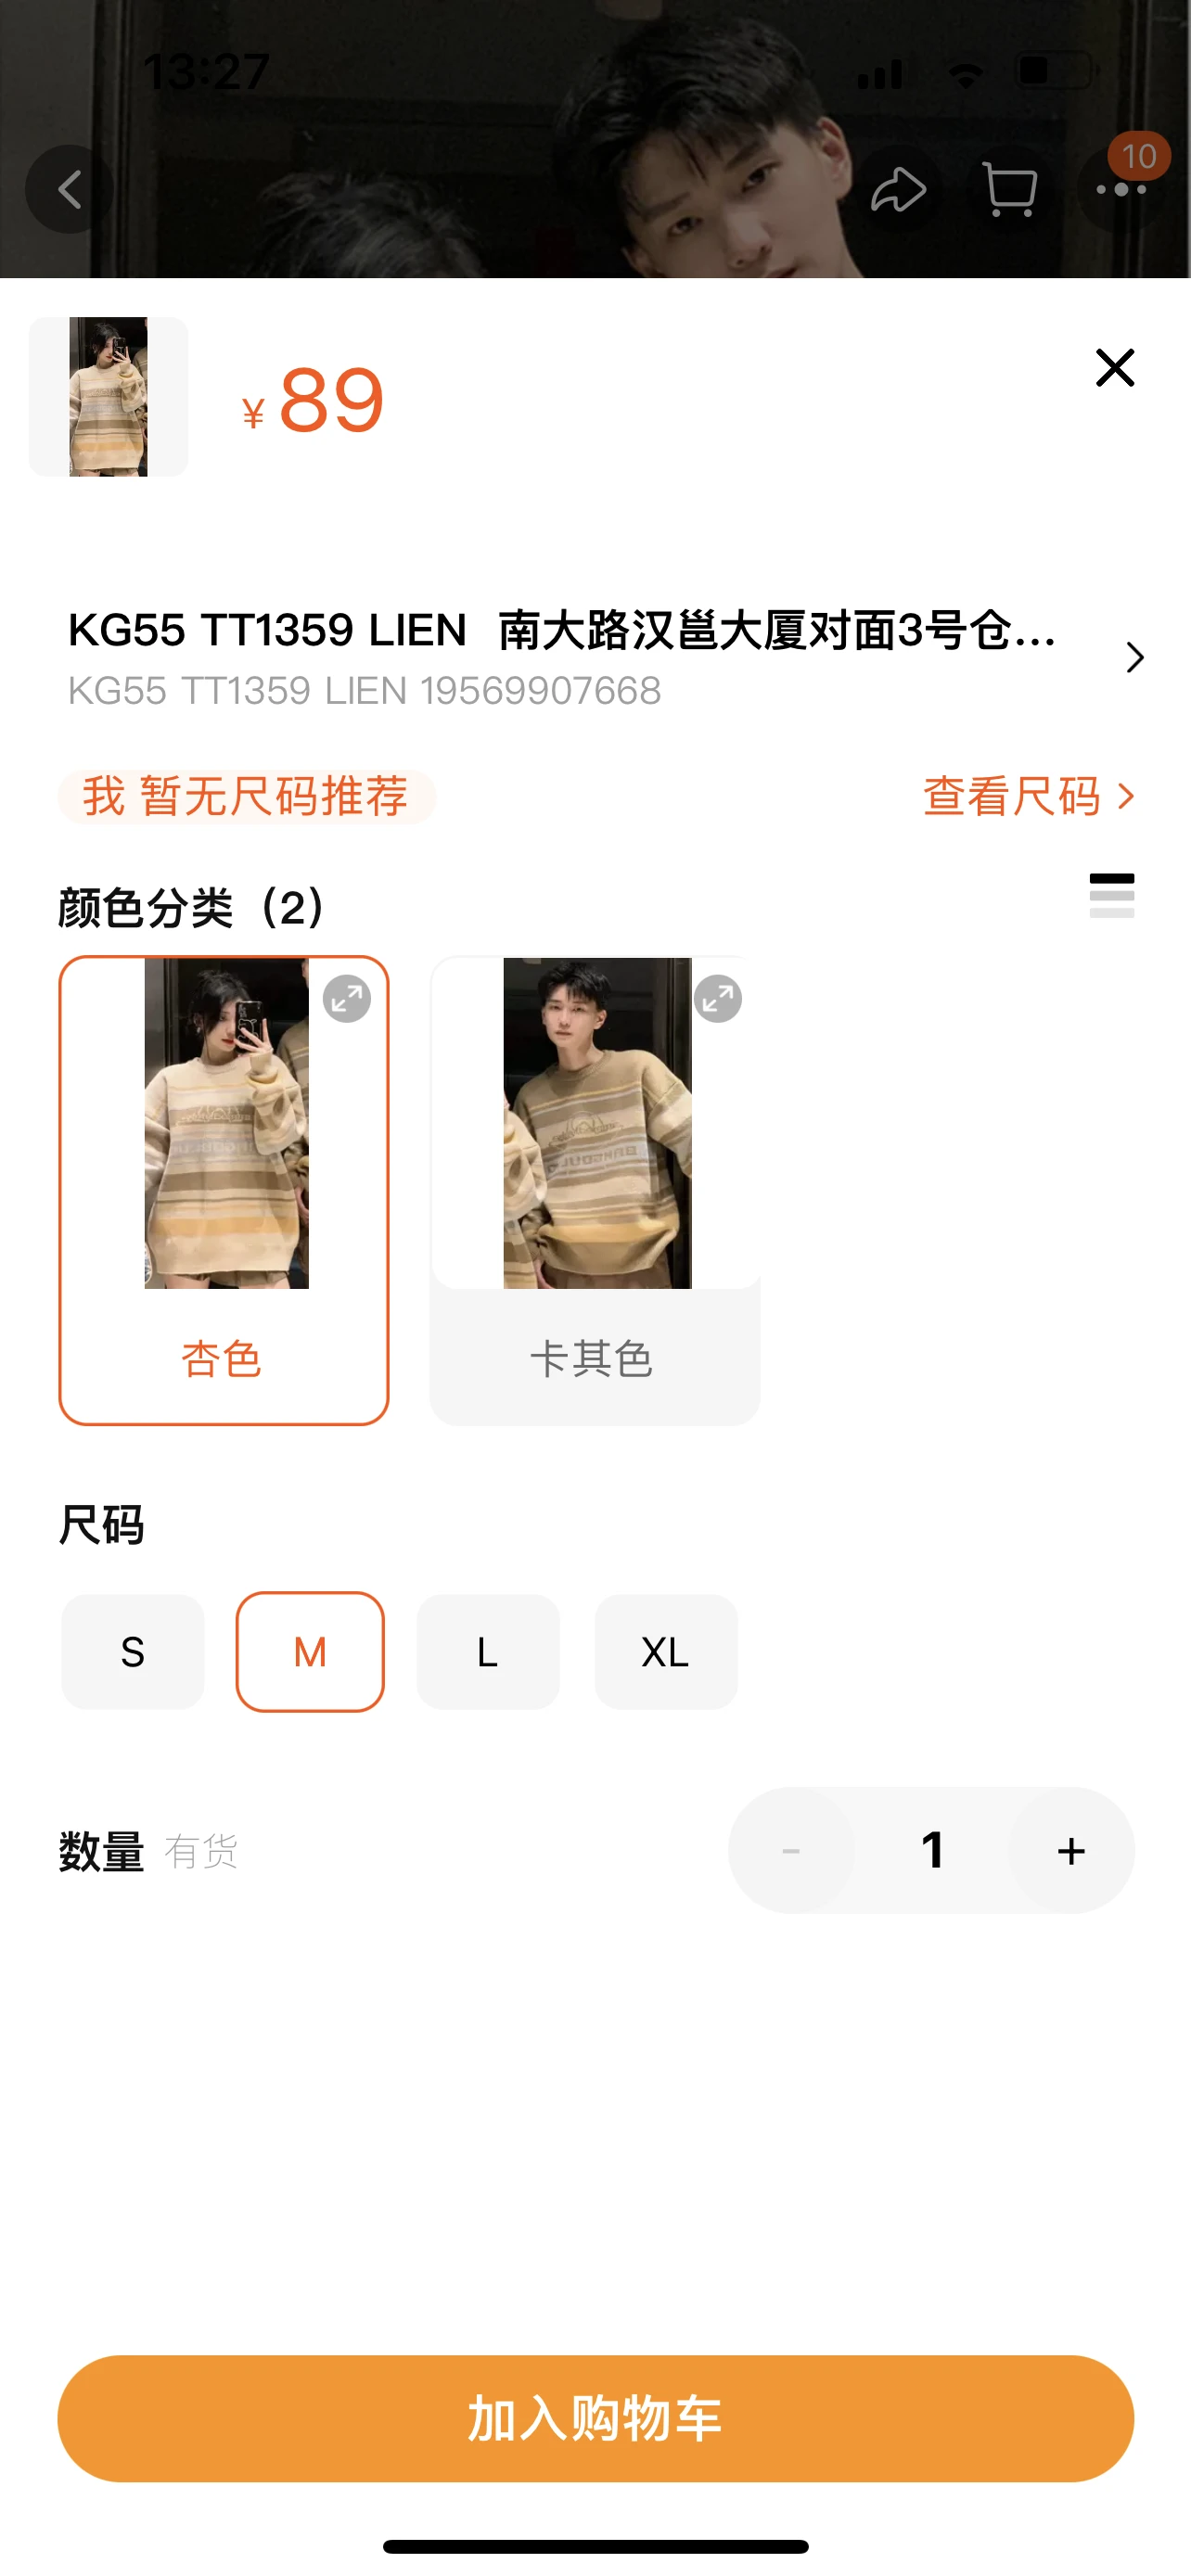 13:27
10
¥89
KG55 TT1359 LIEN 南大路汉邕大厦对面3号仓...
KG55 TT1359 LIEN 19569907668
我 暂无尺码推荐
查看尺码
颜色分类（2）
杏色
卡其色
尺码
S
M
L
XL
数量 有货
- 1 +
加入购物车